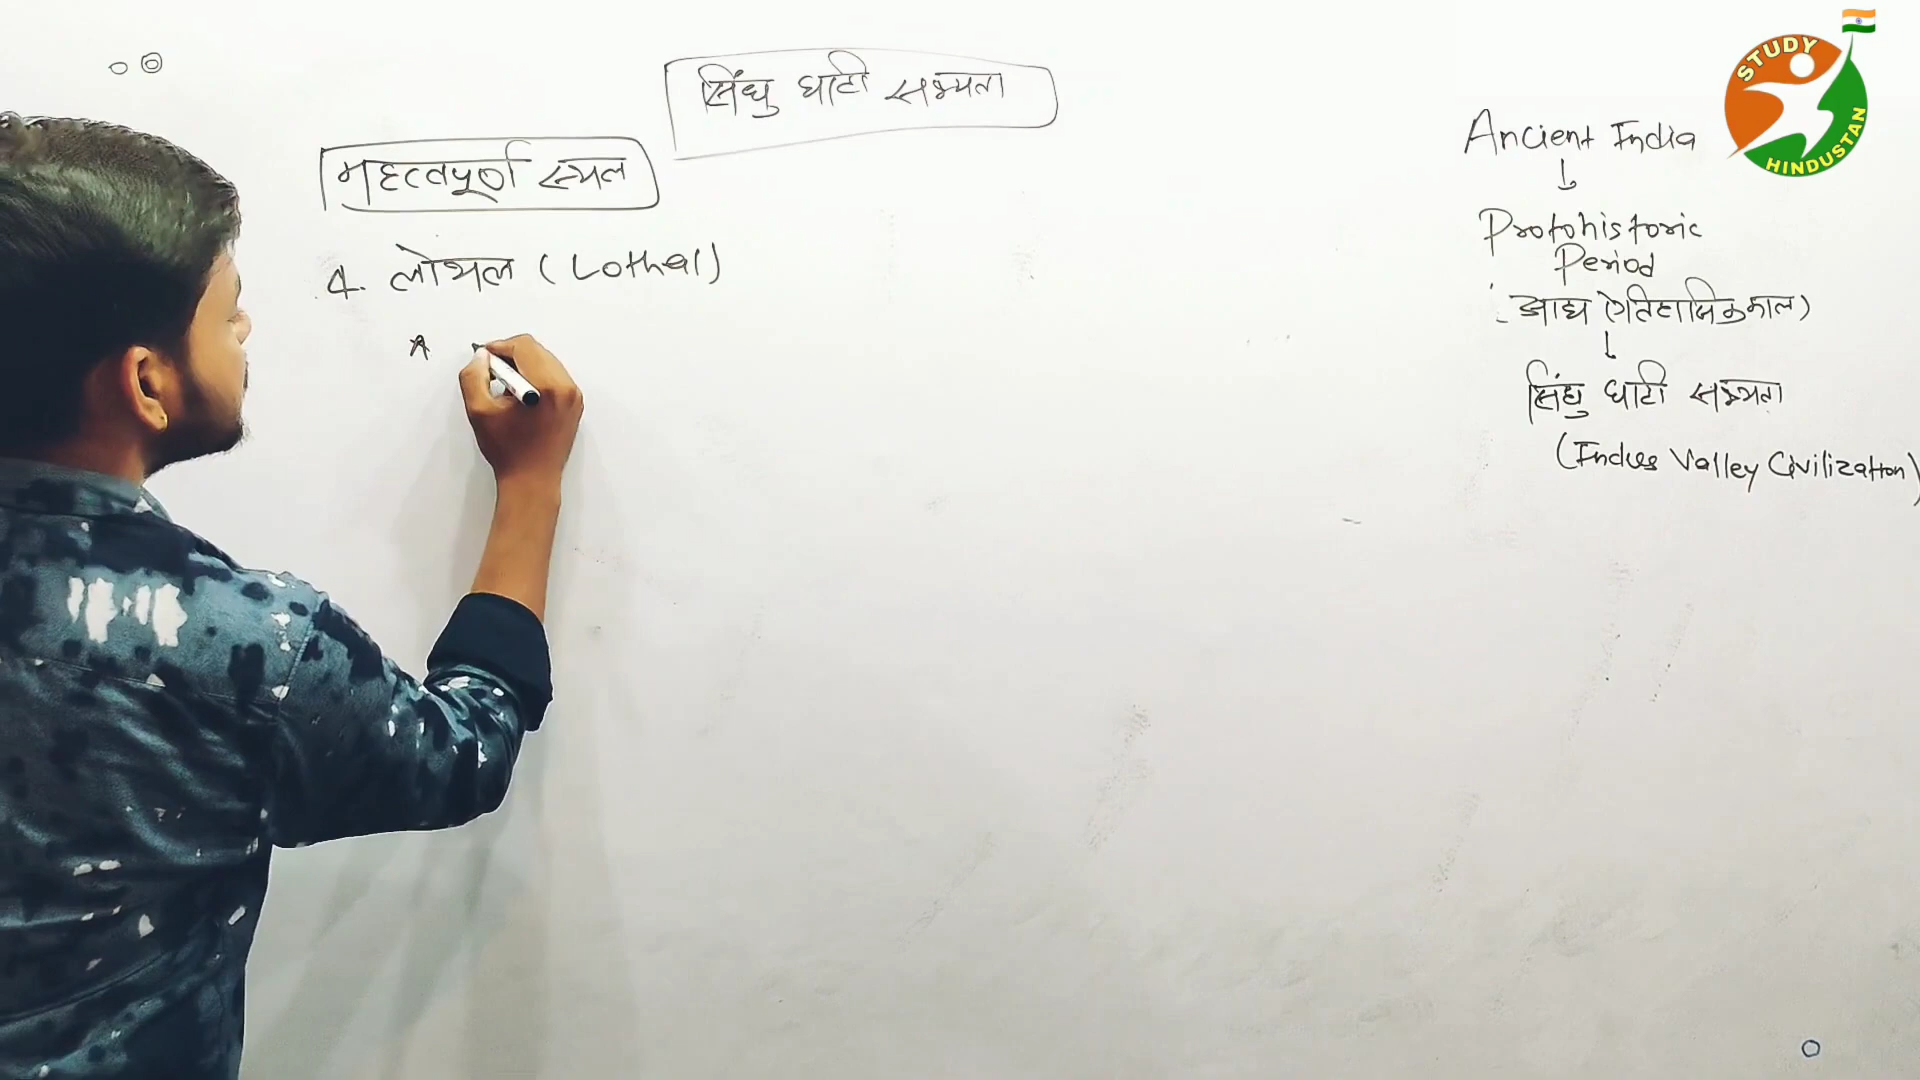 सिंधु घाटी सभ्यता
महत्वपूर्ण स्थल
4. लोथल (Lothal)
STUDY
HINDUSTAN
Ancient India
Protohistoric
Period
आद्य ऐतिहासिक काल)
सिंधु घाटी सभ्यता
(Indus Valley Civilization)